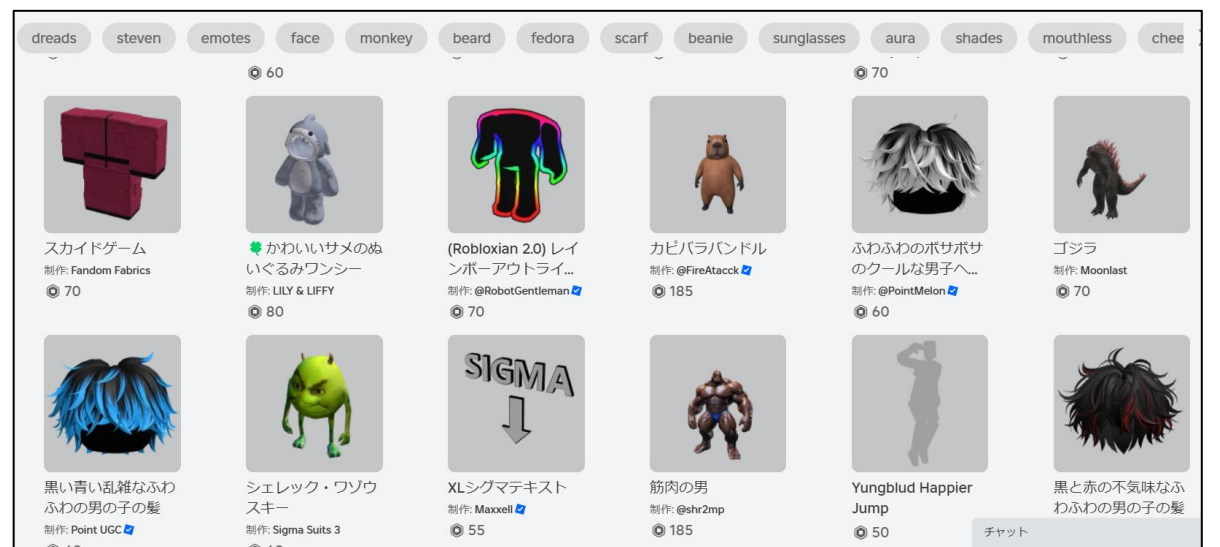 dreads steven emotes face monkey beard fedora scarf beanie sunglasses aura shades mouthless chee
60
70
スカイドゲーム
制作: Fandom Fabrics
70
かわいいサメのぬ
いぐるみワンシー
制作: LILY & LIFFY
80
(Robloxian 2.0) レイ
ンボーアウトライ...
制作: @RobotGentleman
70
カピバラバンドル
制作: @FireAtacck
185
ふわふわのボサボサ
のクールな男子ヘ...
制作: @PointMelon
60
ゴジラ
制作: Moonlast
70
黒い青い乱雑なふわ
ふわの男の子の髪
制作: Point UGC
シェレック・ワゾウ
スキー
制作: Sigma Suits 3
SIGMA
XLシグマテキスト
制作: Maxxell
55
筋肉の男
制作: @shr2mp
185
Yungblud Happier
Jump
50
黒と赤の不気味なふ
わふわの男の子の髪
チャット